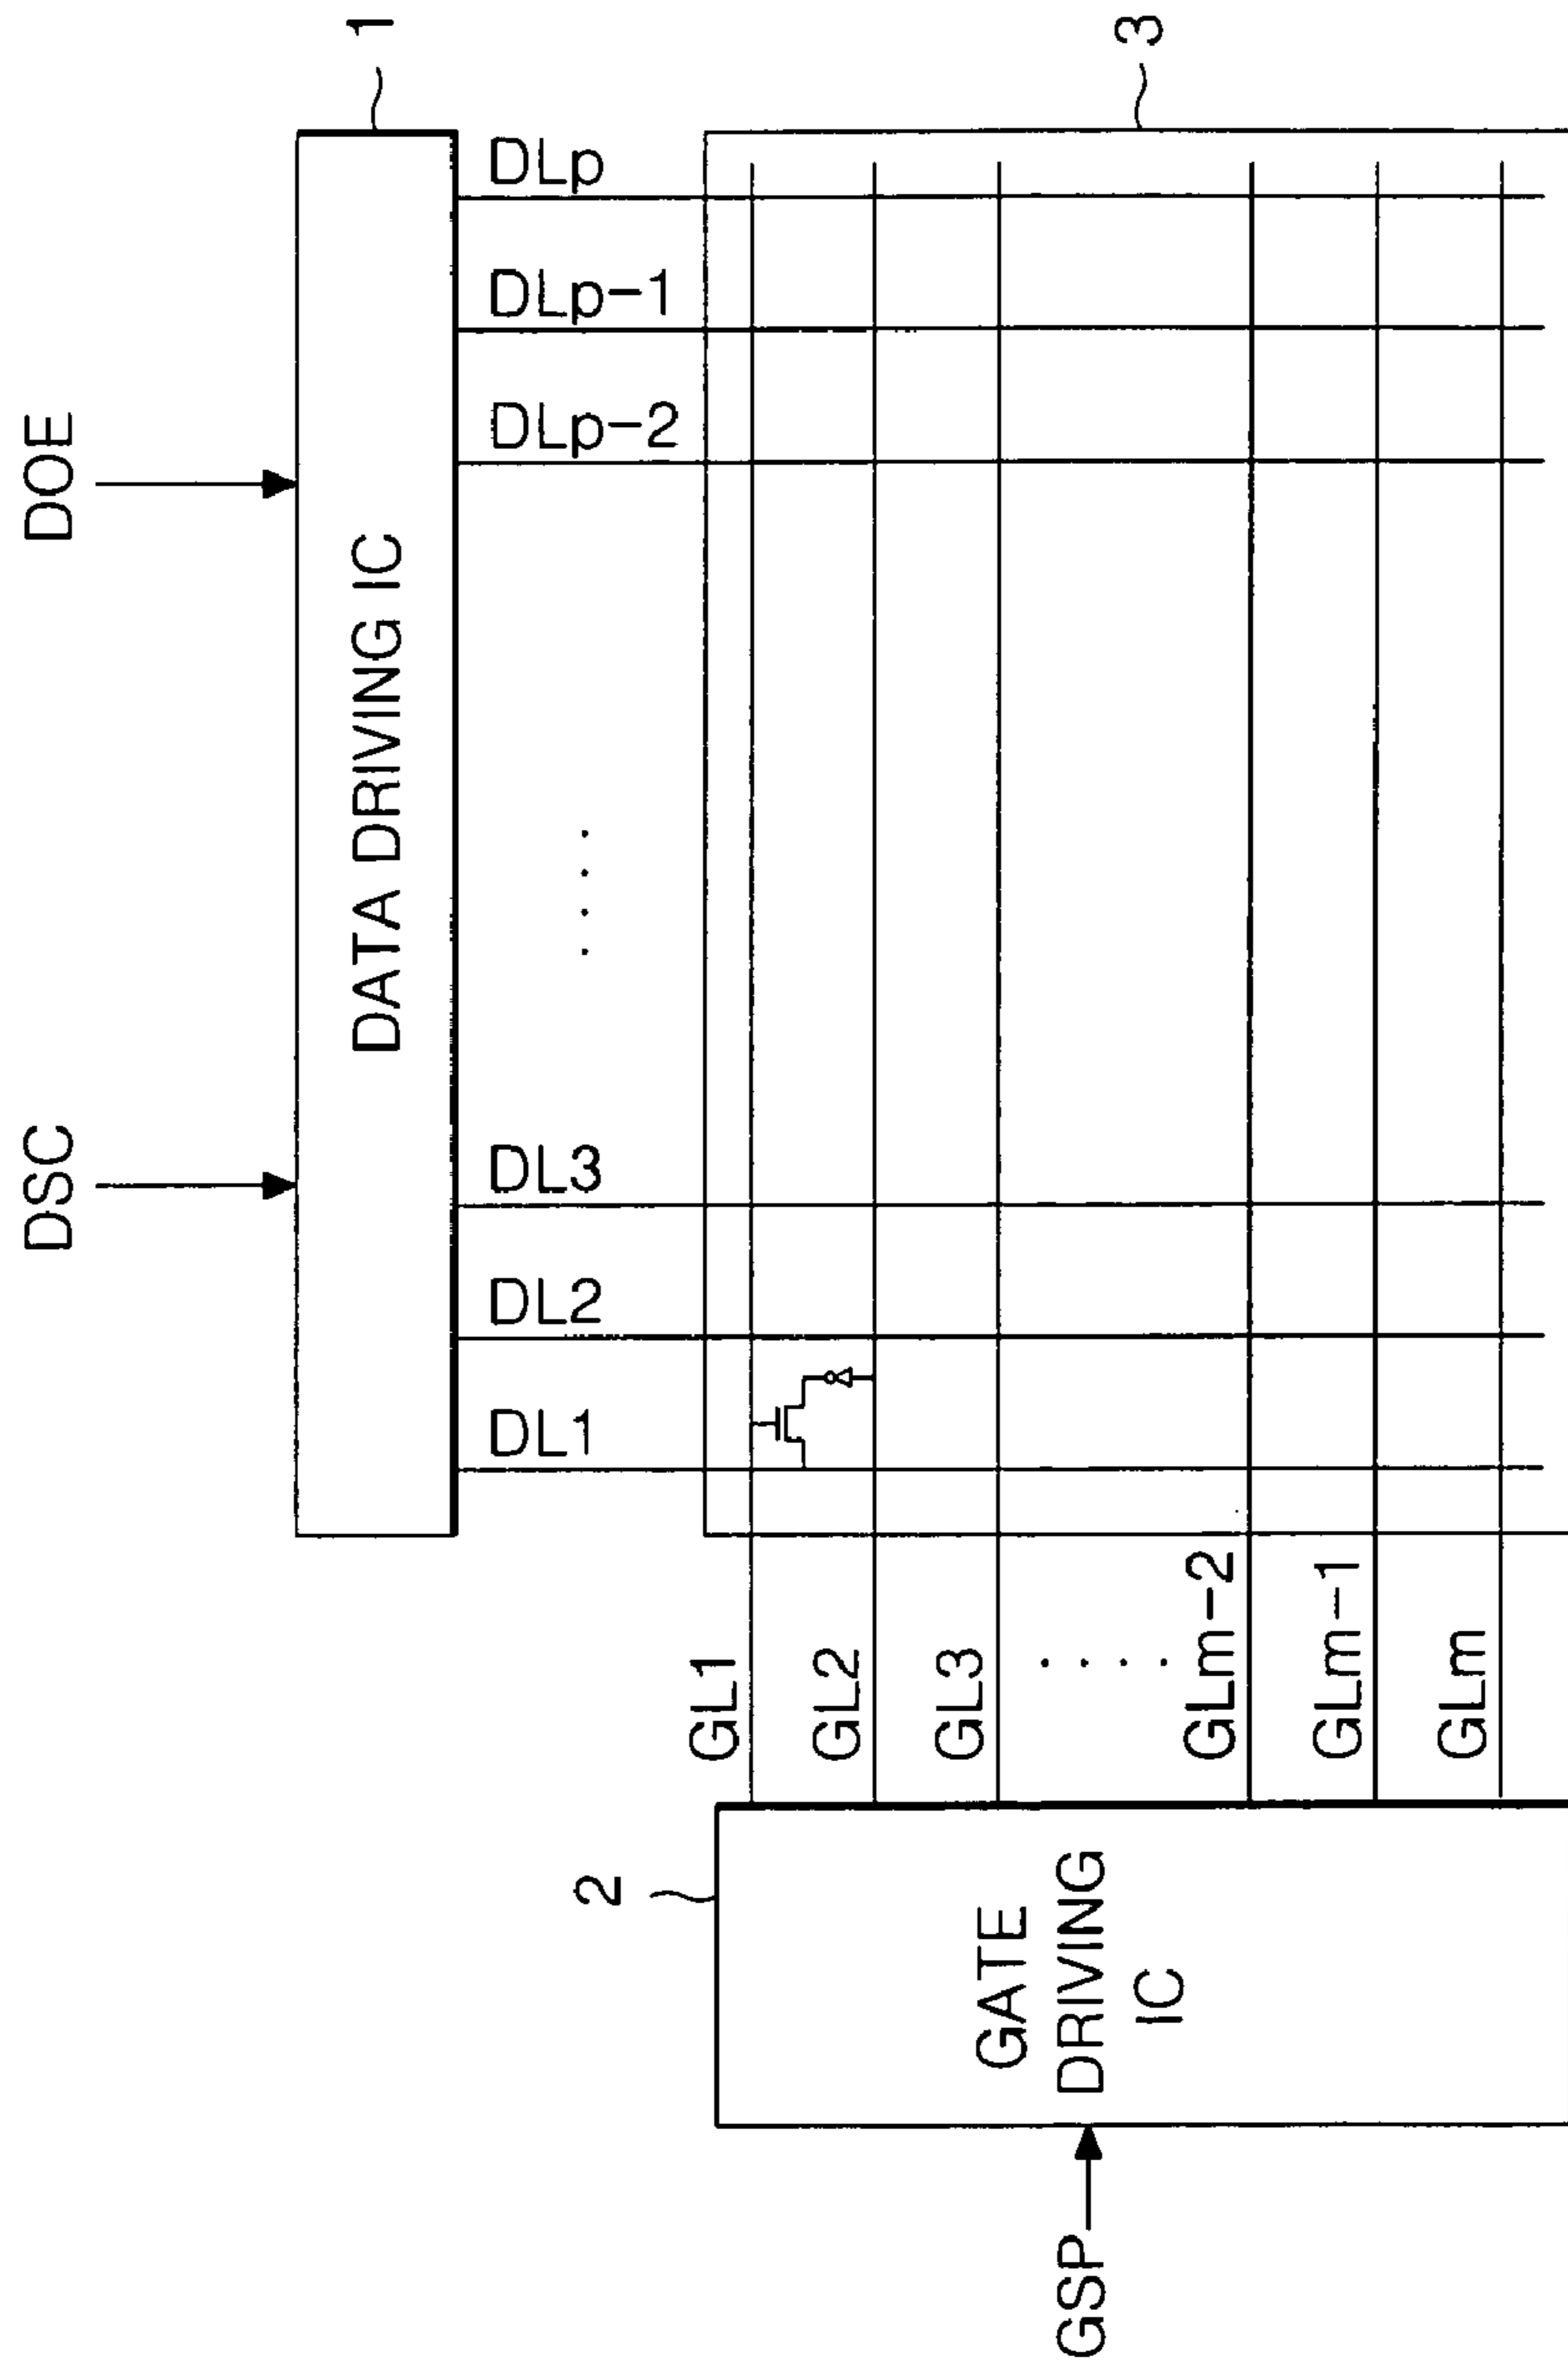 DSC
DOE
DATA DRIVING IC
1
DL1
DL2
DL3
. . . .
DLp-2
DLp-1
DLp
2
GL1
GL2
GL3
. . . .
GLm-2
GLm-1
GLm
3
GSP
GATE
DRIVING
IC